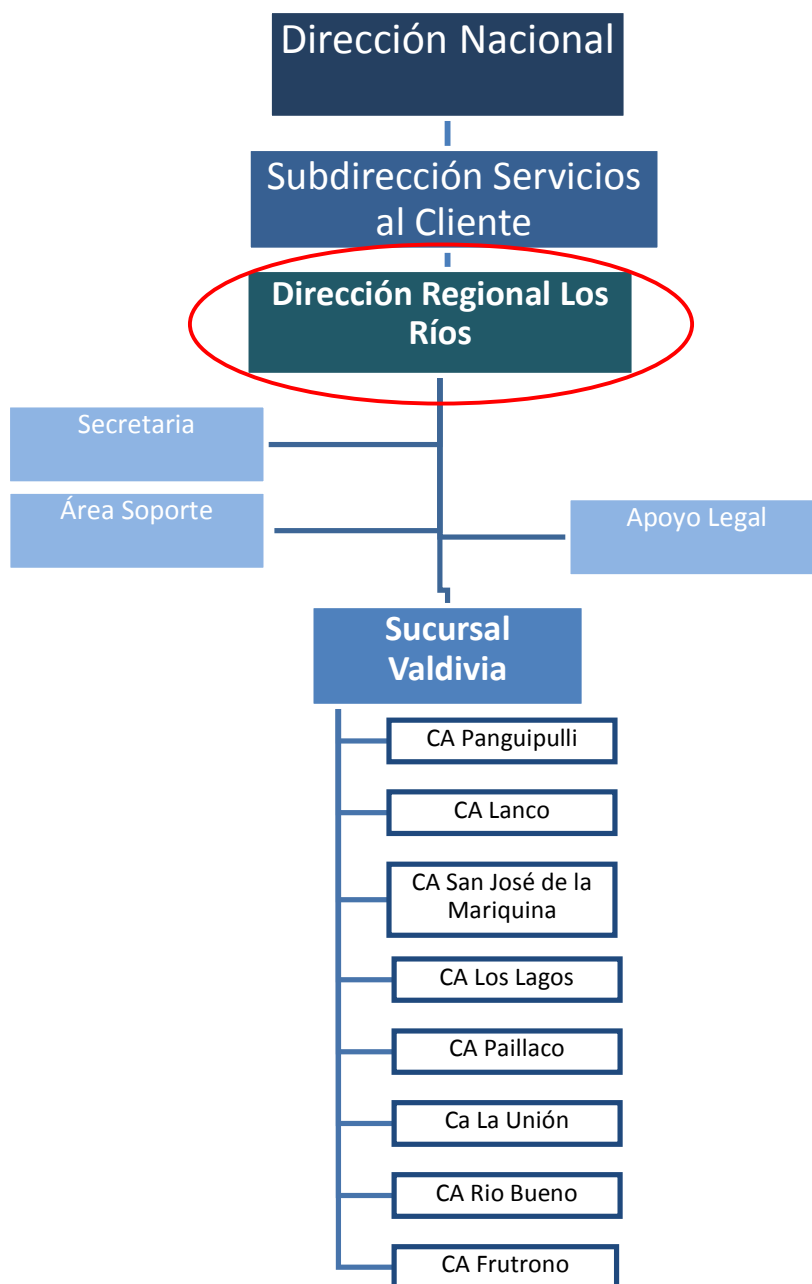 Dirección Nacional
Subdirección Servicios
al Cliente
Dirección Regional Los
Ríos
Secretaria
Área Soporte
Apoyo Legal
Sucursal
Valdivia
CA Panguipulli
CA Lanco
CA San José de la
Mariquina
CA Los Lagos
CA Paillaco
Ca La Unión
CA Rio Bueno
CA Frutrono